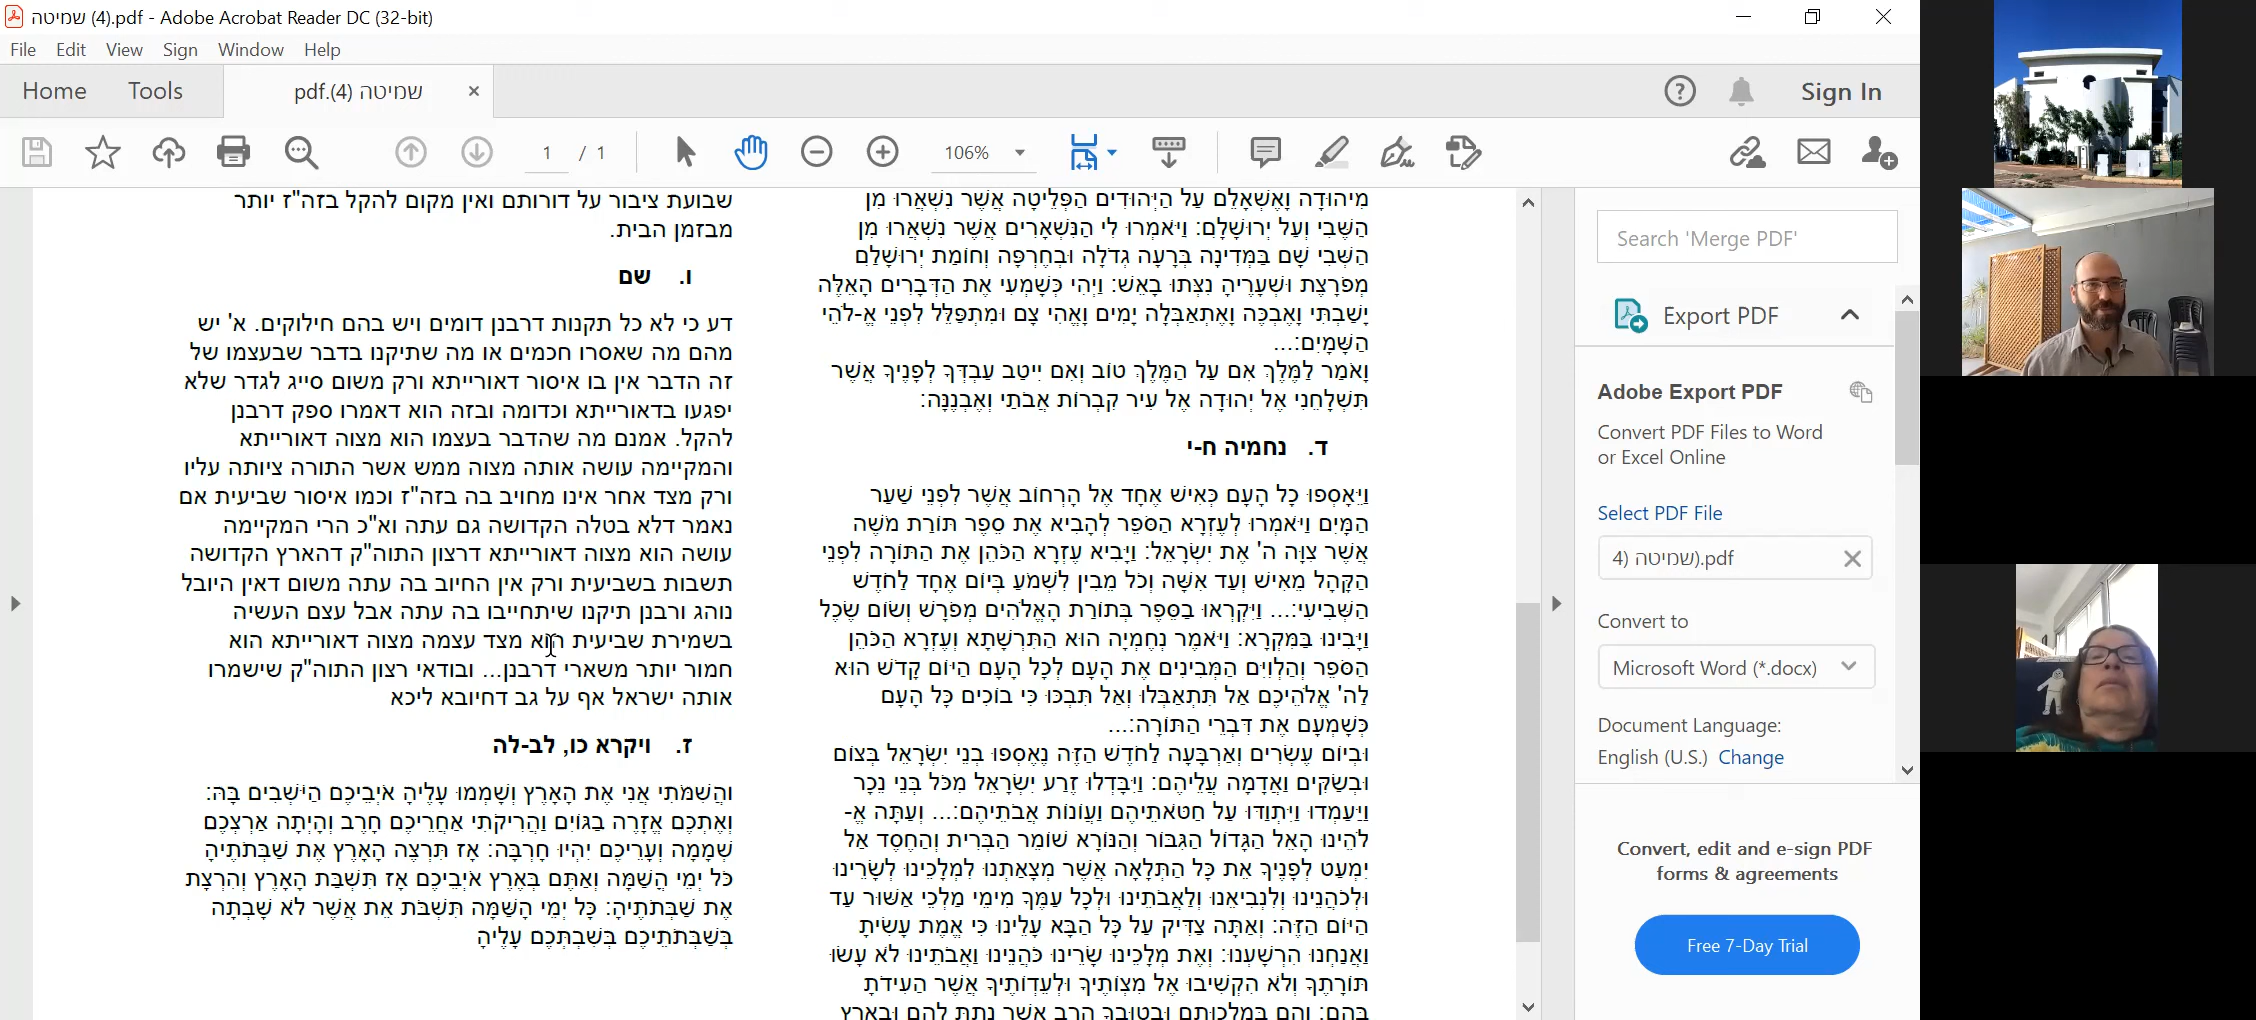 שמיטה (4).pdf - Adobe Acrobat Reader DC (32-bit)
File Edit View Sign Window Help
Home Tools שמיטה (4).pdf Sign In
1 / 1 106%
מִיהוּדָה וָאֶשְׁאָלֵם עַל הַיְּהוּדִים הַפְּלֵיטָה אֲשֶׁר נִשְׁאֲרוּ מִן
הַשֶּׁבִי וְעַל יְרוּשָׁלִָם: וַיֹּאמְרוּ לִי הַנִּשְׁאָרִים אֲשֶׁר נִשְׁאֲרוּ מִן
הַשְּׁבִי שָׁם בַּמְּדִינָה בְּרָעָה גְדֹלָה וּבְחֶרְפָּה וְחוֹמַת יְרוּשָׁלִַם
מְפֹרָצֶת וּשְׁעָרֶיהָ נִצְּתוּ בָאֵשׁ: וַיְהִי כְּשָׁמְעִי אֶת הַדְּבָרִים הָאֵלֶּה
יָשַׁבְתִּי וָאֶבְכֶּה וָאֶתְאַבְּלָה יָמִים וָאֱהִי צָם וּמִתְפַּלֵּל לִפְנֵי אֱ-לֹהֵי
הַשָּׁמָיִם:...
וָאֹמַר לַמֶּלֶךְ אִם עַל הַמֶּלֶךְ טוֹב וְאִם יִיטַב עַבְדְּךָ לְפָנֶיךָ אֲשֶׁר
תִּשְׁלָחֵנִי אֶל יְהוּדָה אֶל עִיר קִבְרוֹת אֲבֹתַי וְאֶבְנֶנָּה:
ד. נחמיה ח-י
וַיֵּאָסְפוּ כָל הָעָם כְּאִישׁ אֶחָד אֶל הָרְחוֹב אֲשֶׁר לִפְנֵי שַׁעַר
הַמָּיִם וַיֹּאמְרוּ לְעֶזְרָא הַסֹּפֵר לְהָבִיא אֶת סֵפֶר תּוֹרַת מֹשֶׁה
אֲשֶׁר צִוָּה ה' אֶת יִשְׂרָאֵל: וַיָּבִיא עֶזְרָא הַכֹּהֵן אֶת הַתּוֹרָה לִפְנֵי
הַקָּהָל מֵאִישׁ וְעַד אִשָּׁה וְכֹל מֵבִין לִשְׁמֹעַ בְּיוֹם אֶחָד לַחֹדֶשׁ
הַשְּׁבִיעִי:... וַיִּקְרְאוּ בַסֵּפֶר בְּתוֹרַת הָאֱלֹהִים מְפֹרָשׁ וְשׂוֹם שֶׂכֶל
וַיָּבִינוּ בַּמִּקְרָא: וַיֹּאמֶר נְחֶמְיָה הוּא הַתִּרְשָׁתָא וְעֶזְרָא הַכֹּהֵן
הַסֹּפֵר וְהַלְוִיִּם הַמְּבִינִים אֶת הָעָם לְכָל הָעָם הַיּוֹם קָדֹשׁ הוּא
לַה' אֱלֹהֵיכֶם אַל תִּתְאַבְּלוּ וְאַל תִּבְכּוּ כִּי בוֹכִים כָּל הָעָם
כְּשָׁמְעָם אֶת דִּבְרֵי הַתּוֹרָה:...
וּבְיוֹם עֶשְׂרִים וְאַרְבָּעָה לַחֹדֶשׁ הַזֶּה נֶאֶסְפוּ בְנֵי יִשְׂרָאֵל בְּצוֹם
וּבְשַׂקִּים וַאֲדָמָה עֲלֵיהֶם: וַיִּבָּדְלוּ זֶרַע יִשְׂרָאֵל מִכֹּל בְּנֵי נֵכָר
וַיַּעַמְדוּ וַיִּתְוַדּוּ עַל חַטֹּאתֵיהֶם וַעֲוֹנוֹת אֲבֹתֵיהֶם:... וְעַתָּה אֱ-
לֹהֵינוּ הָאֵל הַגָּדוֹל הַגִּבּוֹר וְהַנּוֹרָא שׁוֹמֵר הַבְּרִית וְהַחֶסֶד אַל
יִמְעַט לְפָנֶיךָ אֵת כָּל הַתְּלָאָה אֲשֶׁר מְצָאַתְנוּ לִמְלָכֵינוּ לְשָׂרֵינוּ
וּלְכֹהֲנֵינוּ וְלִנְבִיאֵנוּ וְלַאֲבֹתֵינוּ וּלְכָל עַמֶּךָ מִימֵי מַלְכֵי אַשּׁוּר עַד
הַיּוֹם הַזֶּה: וְאַתָּה צַדִּיק עַל כָּל הַבָּא עָלֵינוּ כִּי אֱמֶת עָשִׂיתָ
וַאֲנַחְנוּ הִרְשָׁעְנוּ: וְאֶת מְלָכֵינוּ שָׂרֵינוּ כֹּהֲנֵינוּ וַאֲבֹתֵינוּ לֹא עָשׂוּ
תּוֹרָתֶךָ וְלֹא הִקְשִׁיבוּ אֶל מִצְוֹתֶיךָ וּלְעֵדְוֹתֶיךָ אֲשֶׁר הַעִידֹתָ
בָּהֶם: וְהֵם בְּמַלְכוּתָם וּבְטוּבְךָ הָרָב אֲשֶׁר נָתַתָּ לָהֶם וּבְאֶרֶץ
שבועת ציבור על דורותם ואין מקום להקל בזה"ז יותר
מבזמן הבית.
ו. שם
דע כי לא כל תקנות דרבנן דומים ויש בהם חילוקים. א' יש
מהם מה שאסרו חכמים או מה שתיקנו בדבר שבעצמו של
זה הדבר אין בו איסור דאורייתא ורק משום סייג לגדר שלא
יפגעו בדאורייתא וכדומה ובזה הוא דאמרו ספק דרבנן
להקל. אמנם מה שהדבר בעצמו הוא מצוה דאורייתא
והמקיימה עושה אותה מצוה ממש אשר התורה ציותה עליו
ורק מצד אחר אינו מחויב בה בזה"ז וכמו איסור שביעית אם
נאמר דלא בטלה הקדושה גם עתה וא"כ הרי המקיימה
עושה הוא מצוה דאורייתא דרצון התוה"ק דהארץ הקדושה
תשבות בשביעית ורק אין החיוב בה עתה משום דאין היובל
נוהג ורבנן תיקנו שיתחייבו בה עתה אבל עצם העשיה
בשמירת שביעית הוא מצד עצמה מצוה דאורייתא הוא
חמור יותר משארי דרבנן... ובודאי רצון התוה"ק שישמרו
אותה ישראל אף על גב דחיובא ליכא
ז. ויקרא כו, לב-לה
וַהֲשִׁמֹּתִי אֲנִי אֶת הָאָרֶץ וְשָׁמְמוּ עָלֶיהָ אֹיְבֵיכֶם הַיֹּשְׁבִים בָּהּ:
וְאֶתְכֶם אֱזָרֶה בַגּוֹיִם וַהֲרִיקֹתִי אַחֲרֵיכֶם חָרֶב וְהָיְתָה אַרְצְכֶם
שְׁמָמָה וְעָרֵיכֶם יִהְיוּ חָרְבָּה: אָז תִּרְצֶה הָאָרֶץ אֶת שַׁבְּתֹתֶיהָ
כֹּל יְמֵי הֳשַׁמָּה וְאַתֶּם בְּאֶרֶץ אֹיְבֵיכֶם אָז תִּשְׁבַּת הָאָרֶץ וְהִרְצָת
אֶת שַׁבְּתֹתֶיהָ: כָּל יְמֵי הָשַּׁמָּה תִּשְׁבֹּת אֵת אֲשֶׁר לֹא שָׁבְתָה
בְּשַׁבְּתֹתֵיכֶם בְּשִׁבְתְּכֶם עָלֶיהָ
Search 'Merge PDF'
Export PDF
Adobe Export PDF
Convert PDF Files to Word
or Excel Online
Select PDF File
4) שמיטה).pdf
Convert to
Microsoft Word (*.docx)
Document Language:
English (U.S.) Change
Convert, edit and e-sign PDF
forms & agreements
Free 7-Day Trial